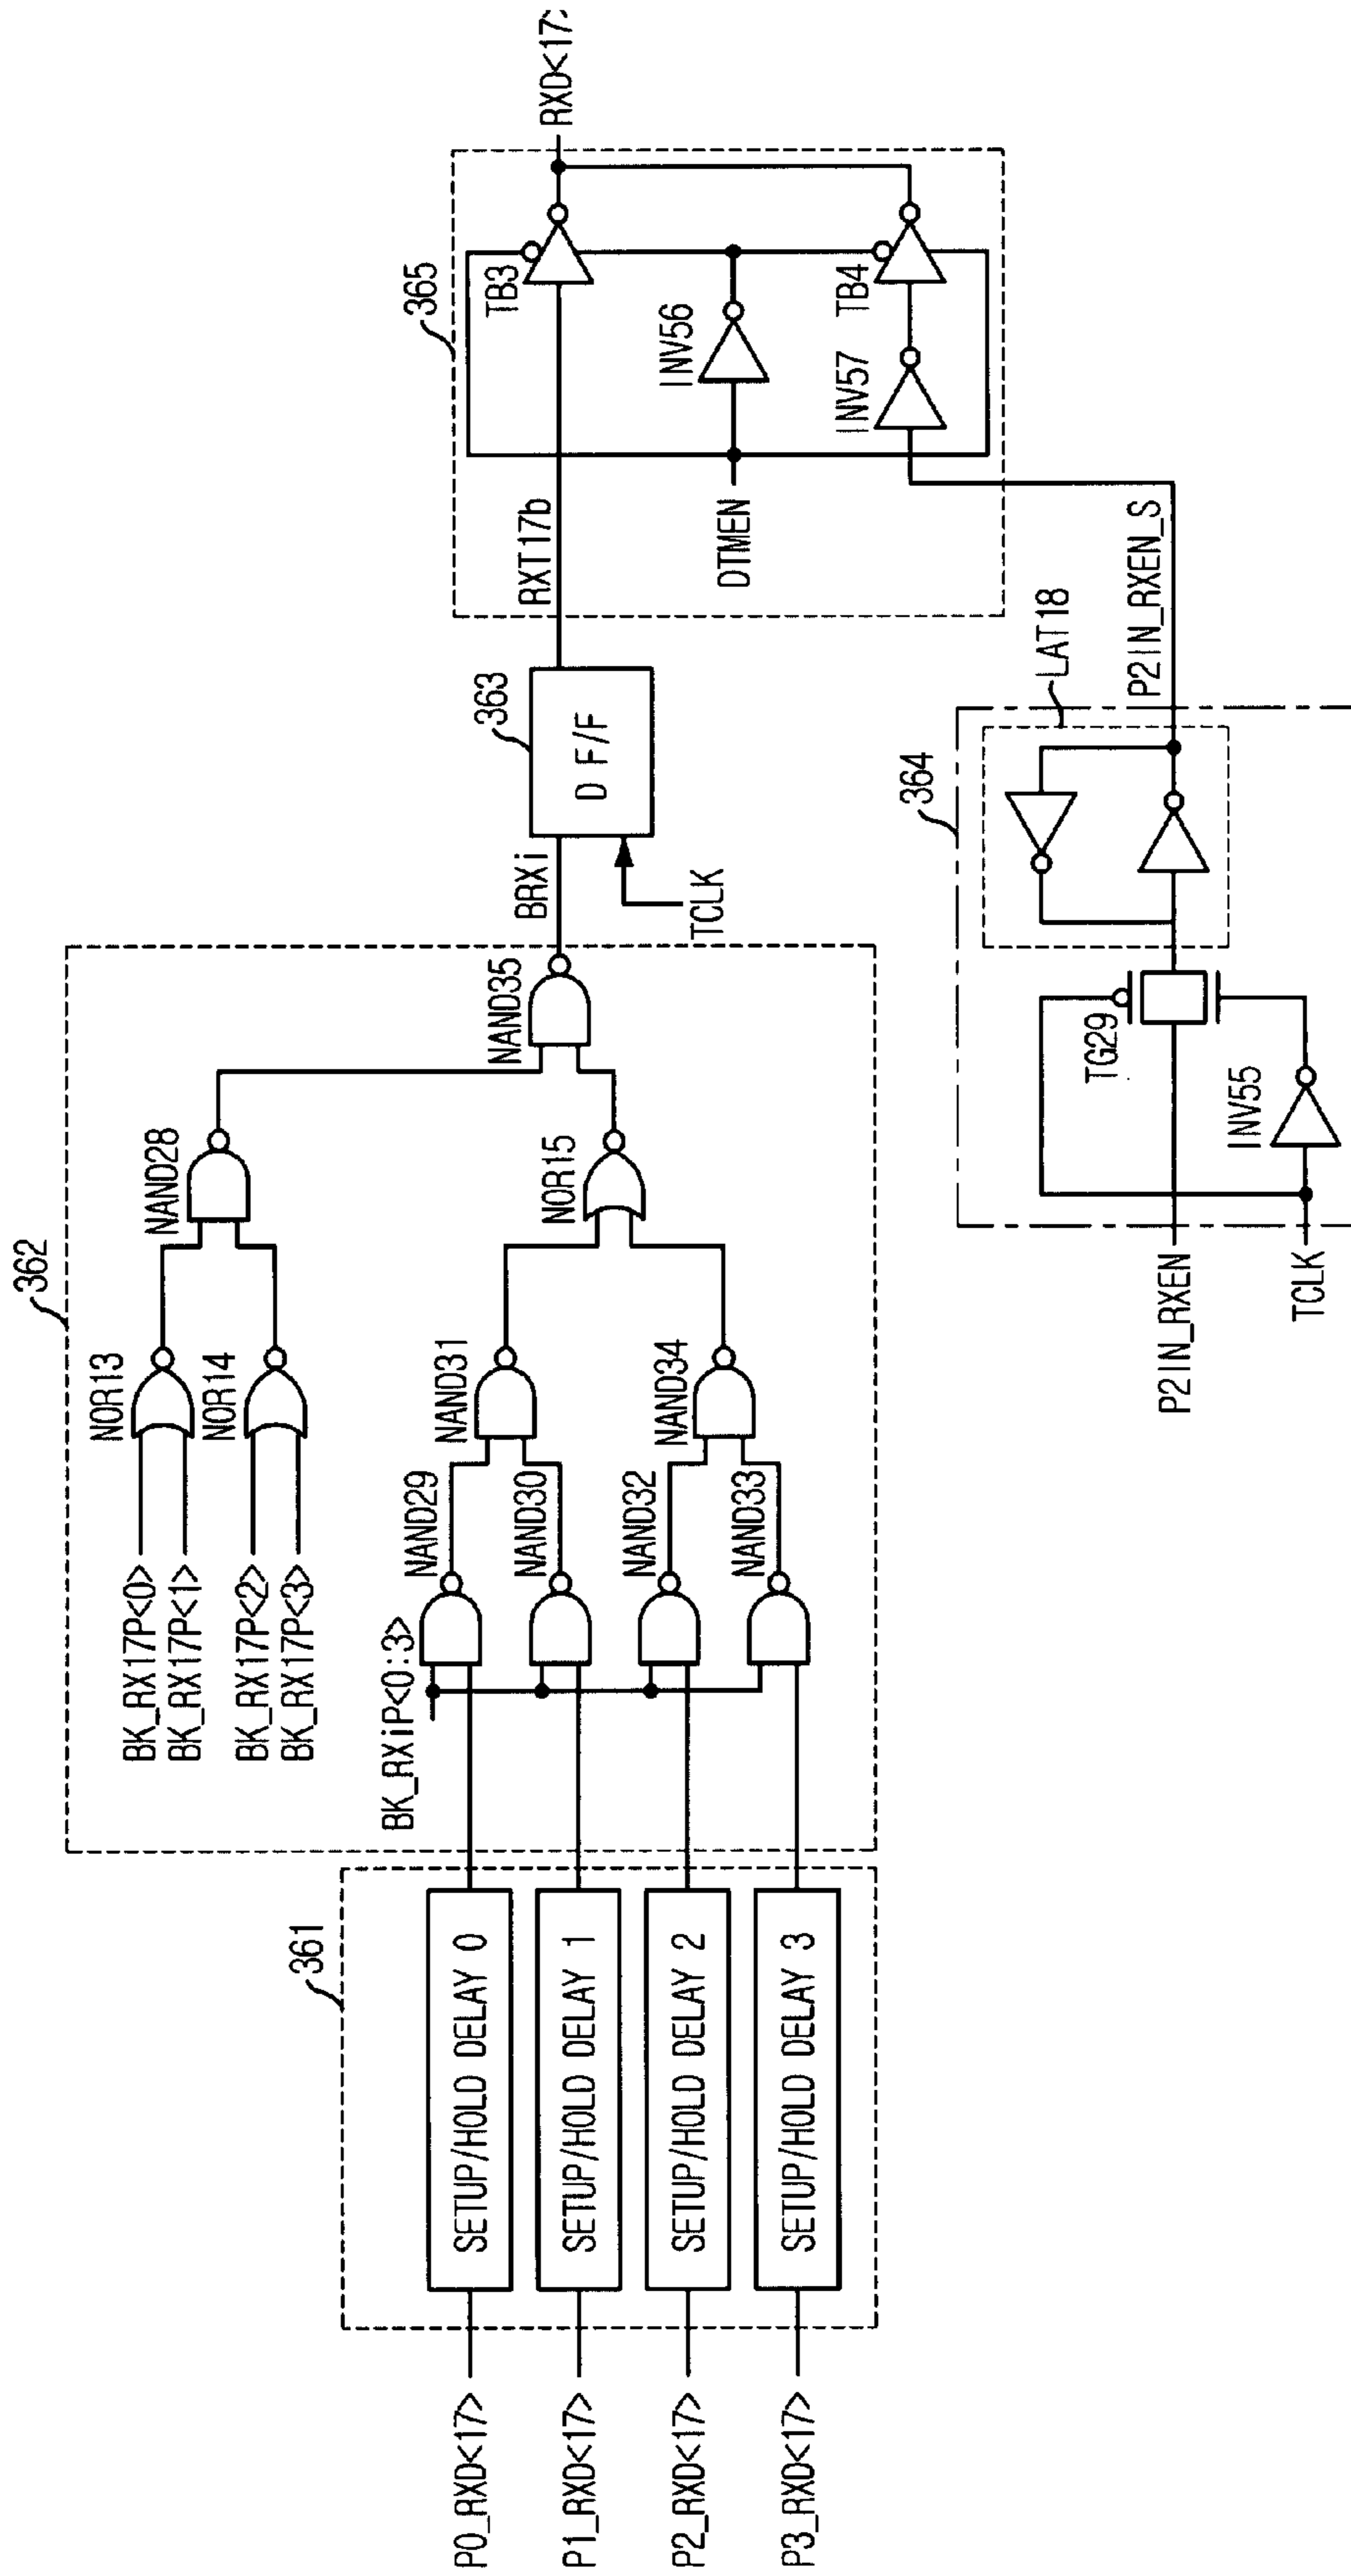 362
NOR13
NAND28
BK_RX17P<0>
BK_RX17P<1>
NOR14
BK_RX17P<2>
BK_RX17P<3>
361
BK_RXiP<0:3>
P0_RXD<17>
SETUP/HOLD DELAY 0
NAND29
P1_RXD<17>
SETUP/HOLD DELAY 1
NAND30
NAND31
P2_RXD<17>
SETUP/HOLD DELAY 2
NAND32
NAND34
P3_RXD<17>
SETUP/HOLD DELAY 3
NAND33
NOR15
NAND35
BRXi
363
D F/F
TCLK
RXT17b
365
TB3
RXD<17>
DTMEN
INV56
INV57
TB4
364
LAT18
P2IN_RXEN
TG29
P2IN_RXEN_S
TCLK
INV55